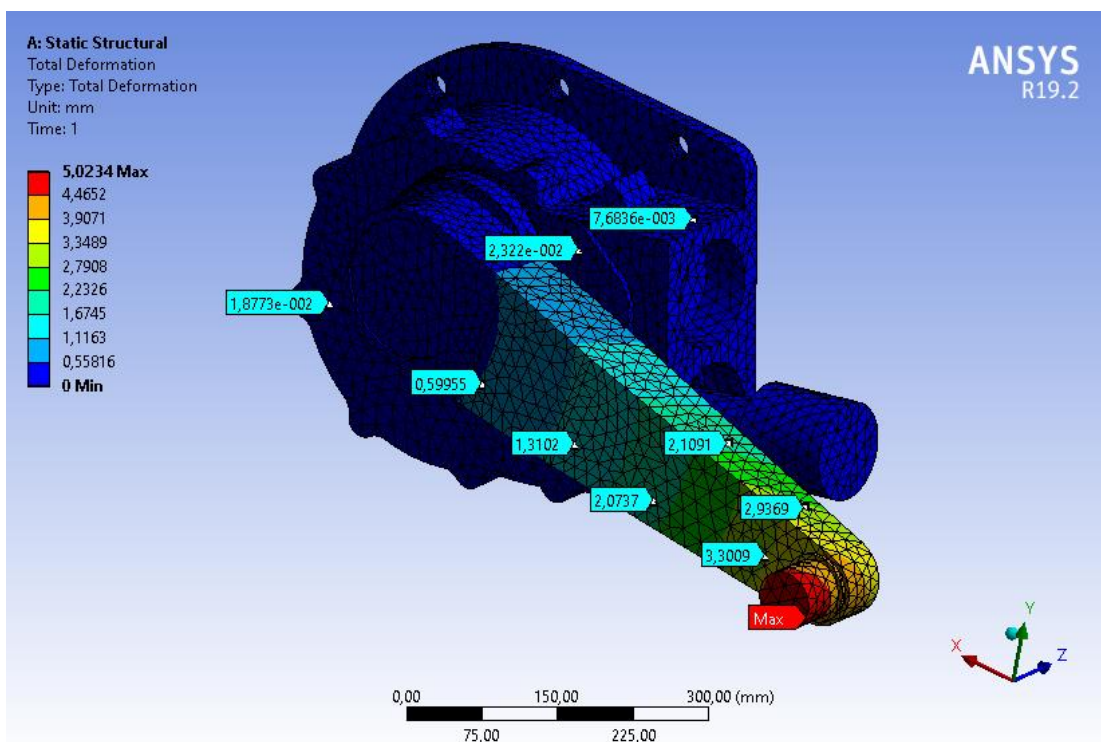 A: Static Structural
Total Deformation
Type: Total Deformation
Unit: mm
Time: 1
ANSYS
R19.2
5,0234 Max
4,4652
3,9071
3,3489
2,7908
2,2326
1,6745
1,1163
0,55816
0 Min
7,6836e-003
2,322e-002
1,8773e-002
0,59955
1,3102
2,1091
2,0737
2,9369
3,3009
Max
Y
X
Z
0,00
150,00
300,00 (mm)
75,00
225,00